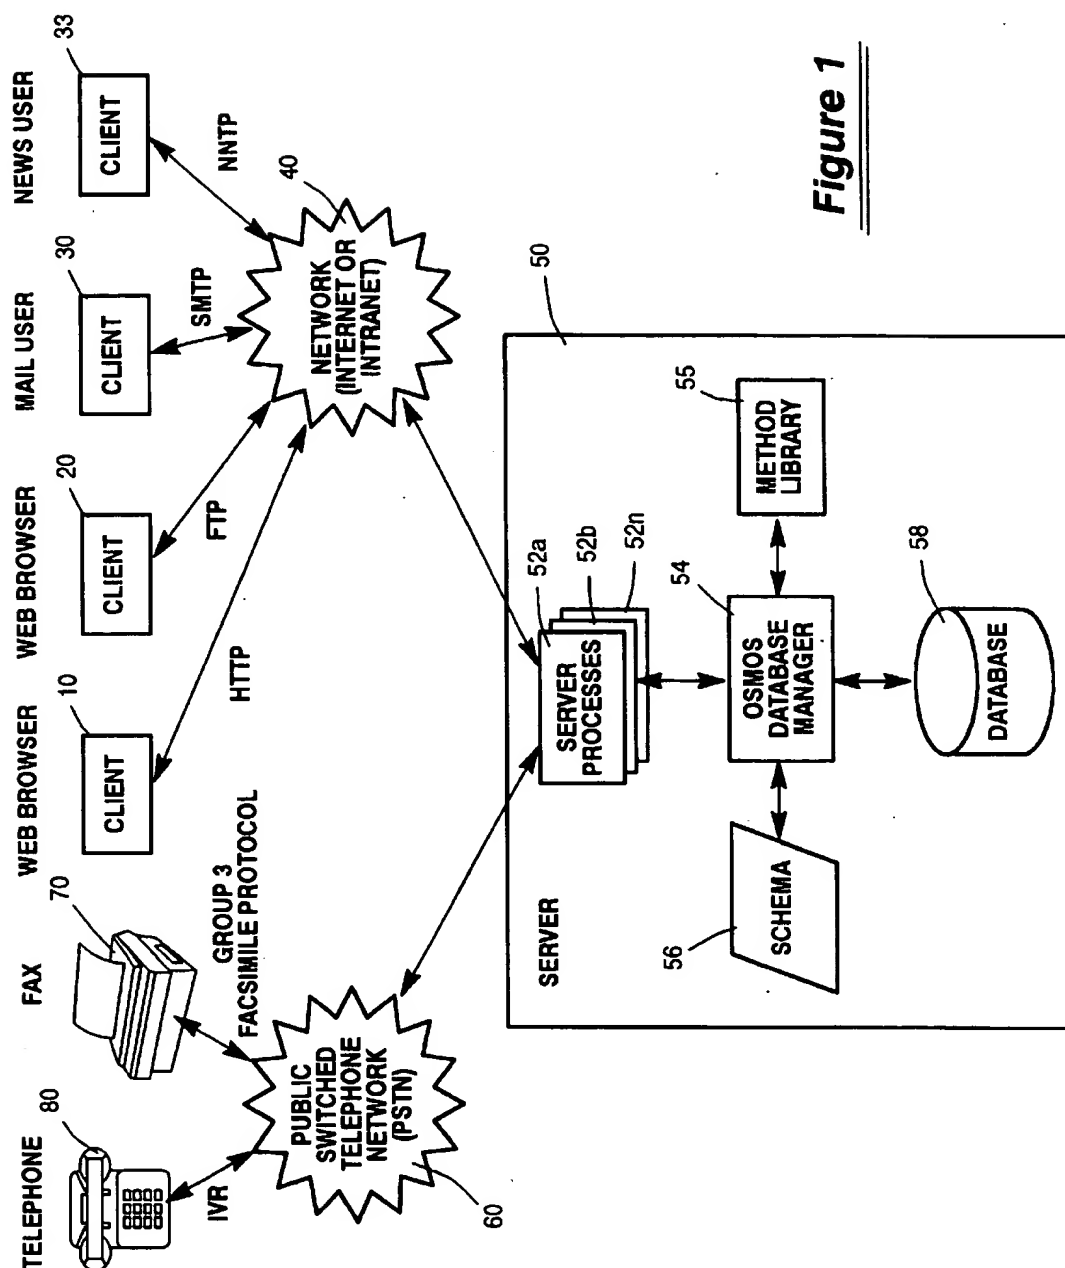 TELEPHONE
FAX
WEB BROWSER
WEB BROWSER
MAIL USER
NEWS USER
80
70
10
20
30
33
CLIENT
CLIENT
CLIENT
CLIENT
IVR
GROUP 3
FACSIMILE PROTOCOL
HTTP
FTP
SMTP
NNTP
PUBLIC
SWITCHED
TELEPHONE
NETWORK
(PSTN)
60
NETWORK
(INTERNET OR
INTRANET)
40
SERVER
50
SERVER
PROCESSES
52a
52b
52n
56
SCHEMA
OSMOS
DATABASE
MANAGER
54
METHOD
LIBRARY
55
DATABASE
58
Figure 1